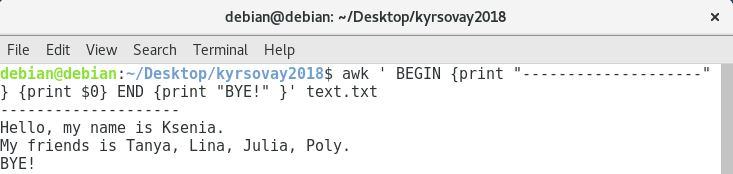 debian@debian: ~/Desktop/kyrsovay2018
File Edit View Search Terminal Help
debian@debian:~/Desktop/kyrsovay2018$ awk ' BEGIN {print "--------------------"
} {print $0} END {print "BYE!" }' text.txt
--------------------
Hello, my name is Ksenia.
My friends is Tanya, Lina, Julia, Poly.
BYE!